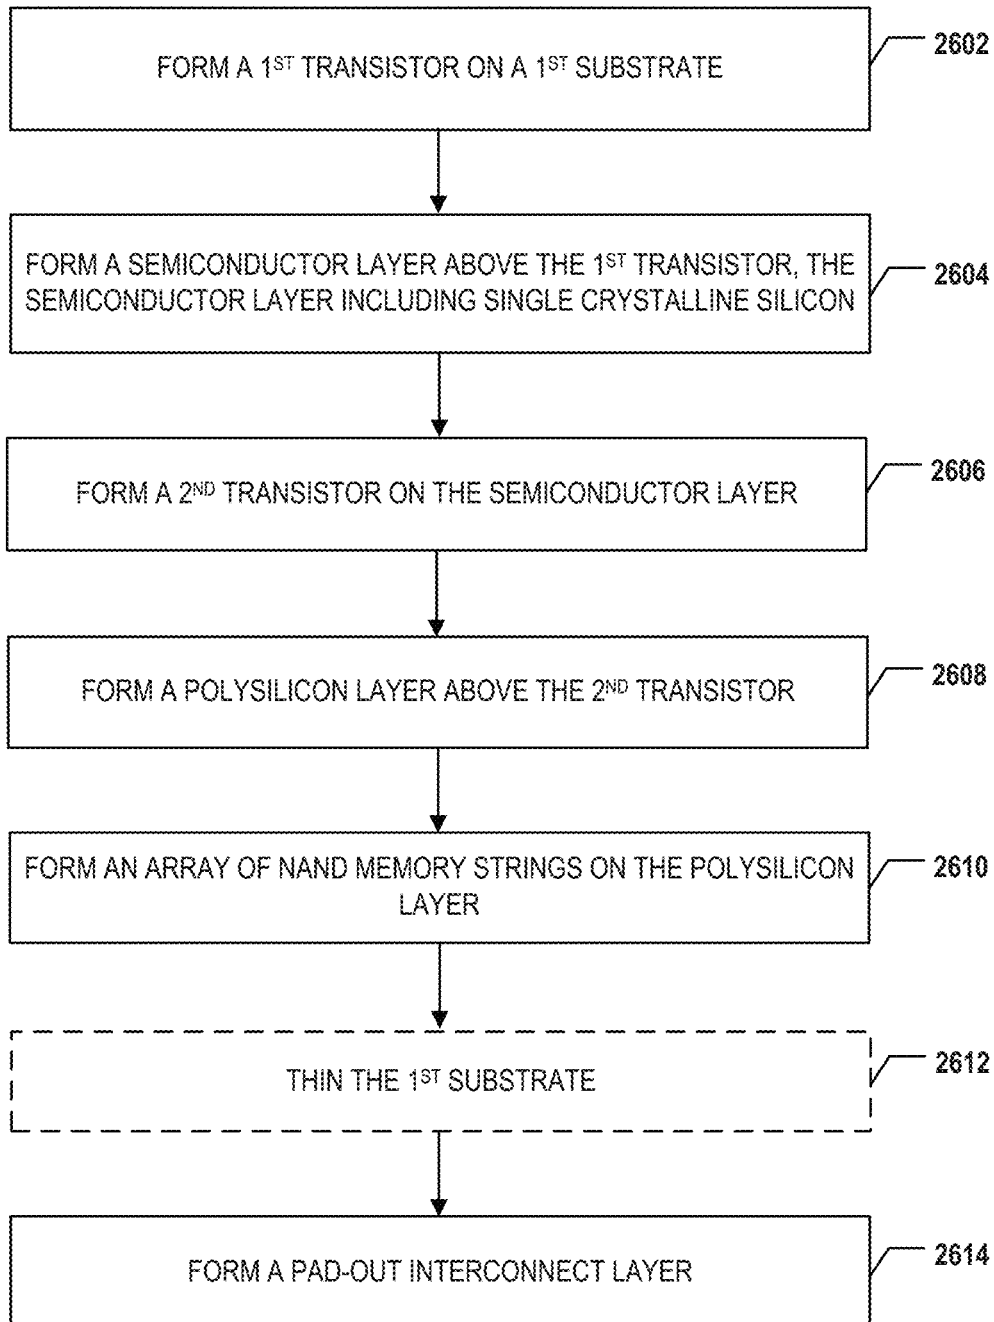 FORM A 1ST TRANSISTOR ON A 1ST SUBSTRATE
2602
FORM A SEMICONDUCTOR LAYER ABOVE THE 1ST TRANSISTOR, THE
SEMICONDUCTOR LAYER INCLUDING SINGLE CRYSTALLINE SILICON
2604
FORM A 2ND TRANSISTOR ON THE SEMICONDUCTOR LAYER
2606
FORM A POLYSILICON LAYER ABOVE THE 2ND TRANSISTOR
2608
FORM AN ARRAY OF NAND MEMORY STRINGS ON THE POLYSILICON
LAYER
2610
THIN THE 1ST SUBSTRATE
2612
FORM A PAD-OUT INTERCONNECT LAYER
2614